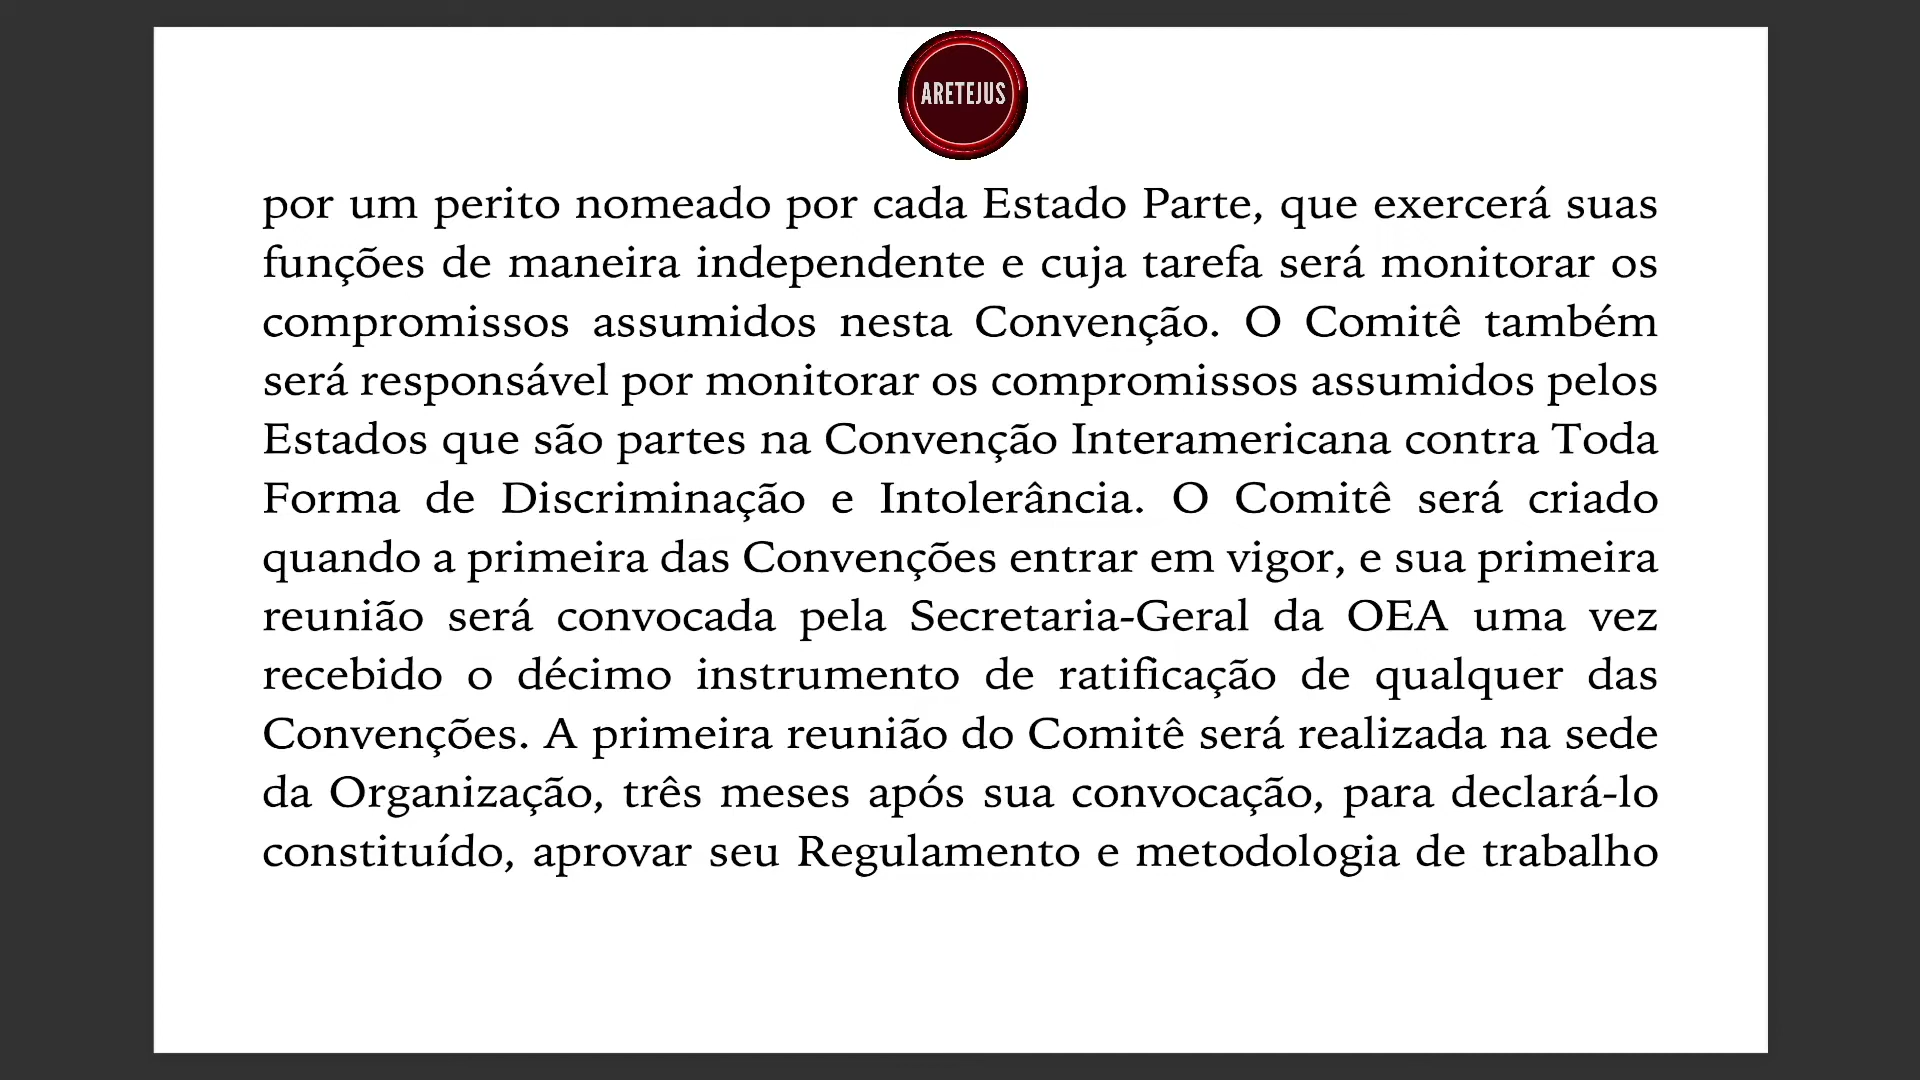 ARETEJUS
por um perito nomeado por cada Estado Parte, que exercerá suas
funções de maneira independente e cuja tarefa será monitorar os
compromissos assumidos nesta Convenção. O Comitê também
será responsável por monitorar os compromissos assumidos pelos
Estados que são partes na Convenção Interamericana contra Toda
Forma de Discriminação e Intolerância. O Comitê será criado
quando a primeira das Convenções entrar em vigor, e sua primeira
reunião será convocada pela Secretaria-Geral da OEA uma vez
recebido o décimo instrumento de ratificação de qualquer das
Convenções. A primeira reunião do Comitê será realizada na sede
da Organização, três meses após sua convocação, para declará-lo
constituído, aprovar seu Regulamento e metodologia de trabalho